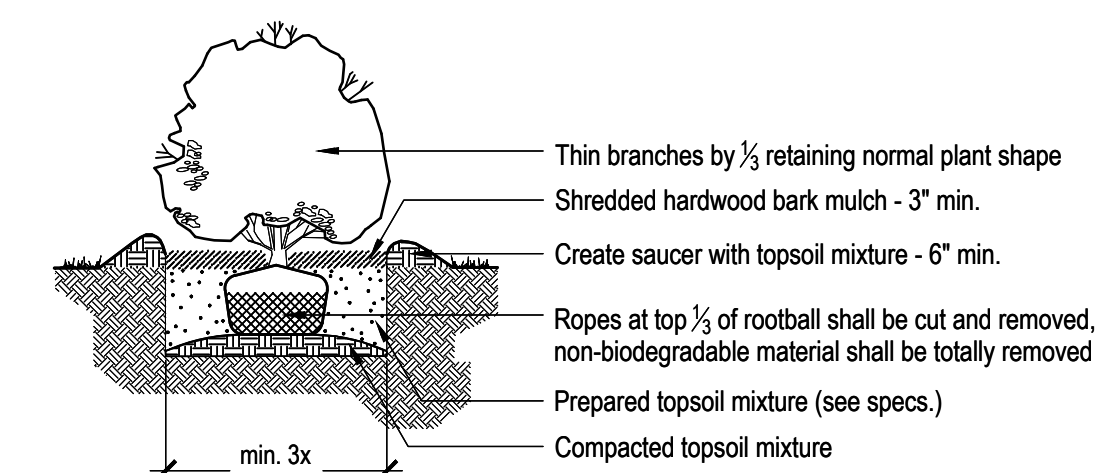 Thin branches by ⅓ retaining normal plant shape
Shredded hardwood bark mulch - 3" min.
Create saucer with topsoil mixture - 6" min.
Ropes at top ⅓ of rootball shall be cut and removed,
non-biodegradable material shall be totally removed
Prepared topsoil mixture (see specs.)
Compacted topsoil mixture
min. 3x